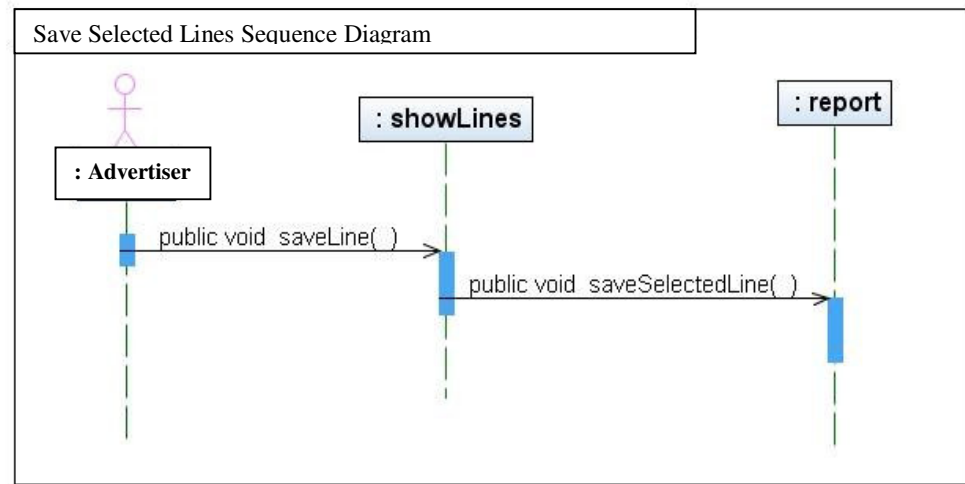 Save Selected Lines Sequence Diagram
: showLines
: report
: Advertiser
public void saveLine( )
public void saveSelectedLine( )